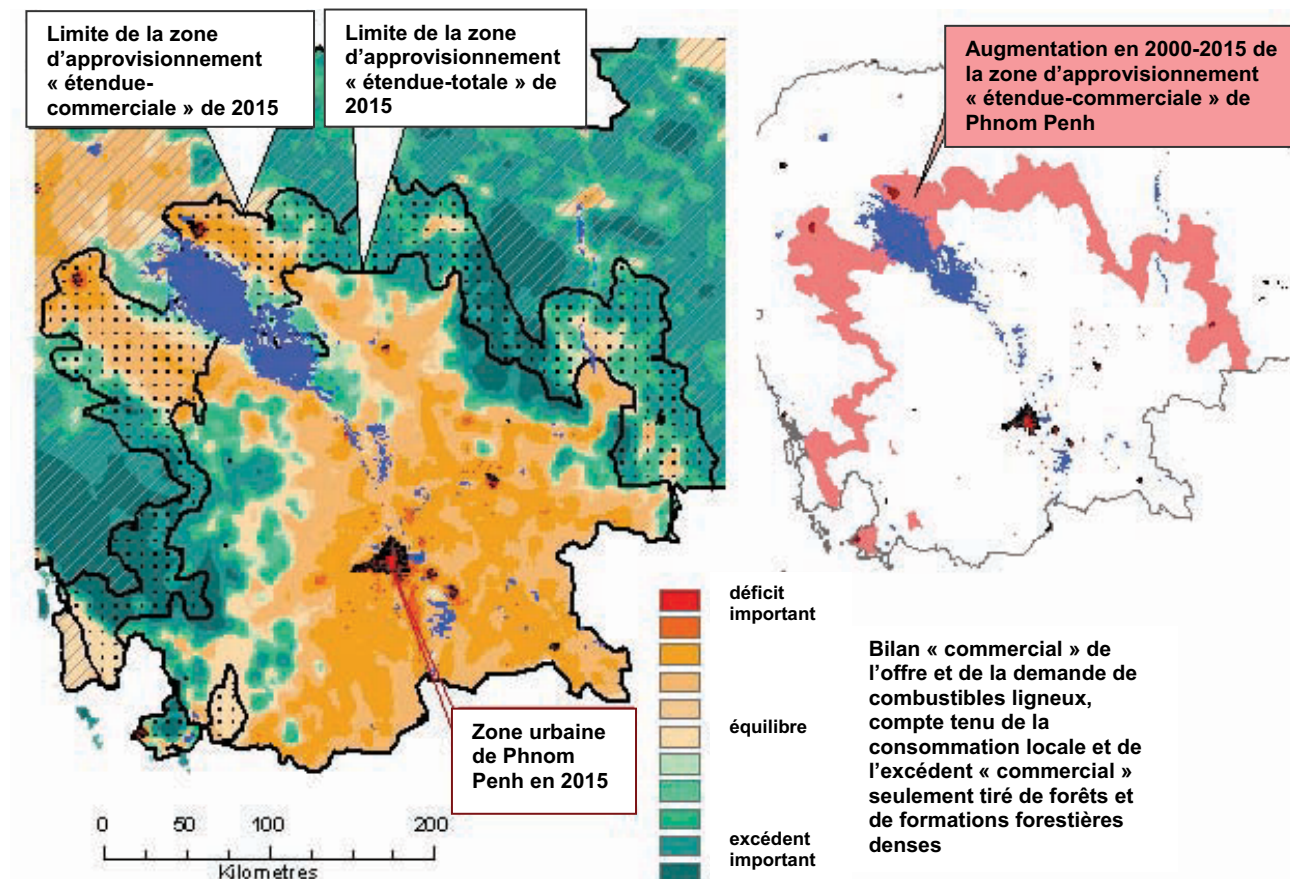 Limite de la zone
d’approvisionnement
« étendue-
commerciale » de 2015
Limite de la zone
d’approvisionnement
« étendue-totale » de
2015
Augmentation en 2000-2015 de
la zone d’approvisionnement
« étendue-commerciale » de
Phnom Penh
Zone urbaine
de Phnom
Penh en 2015
déficit
important
équilibre
excédent
important
Bilan « commercial » de
l’offre et de la demande de
combustibles ligneux,
compte tenu de la
consommation locale et de
l’excédent « commercial »
seulement tiré de forêts et
de formations forestières
denses
0 50 100 200
Kilometres